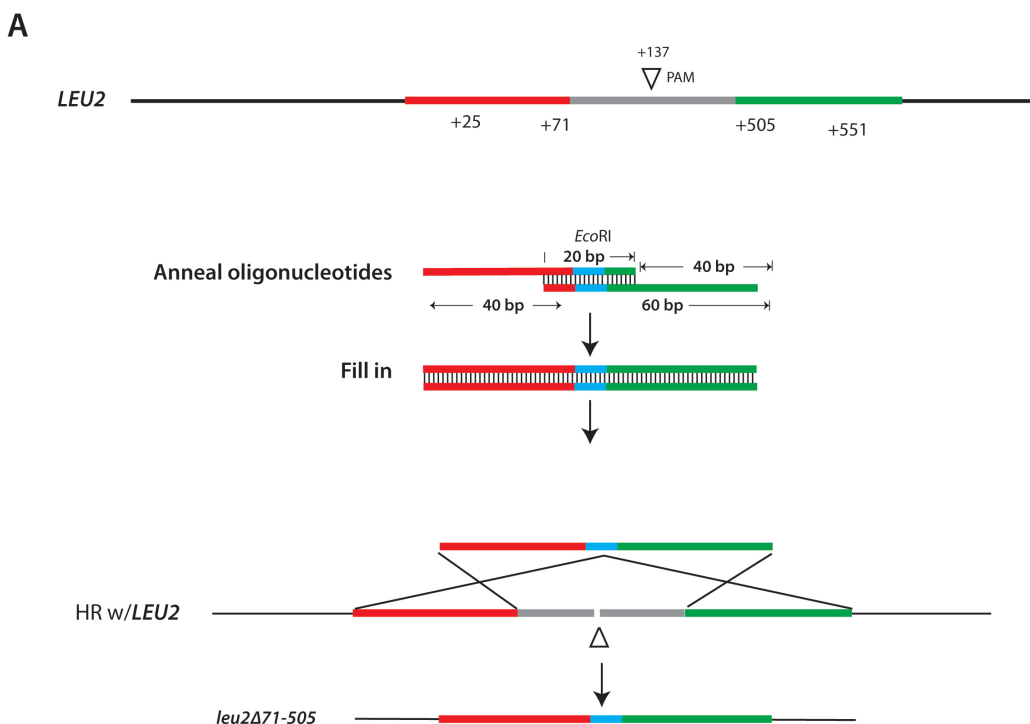 A
+137
PAM
LEU2
+25
+71
+505
+551
EcoRI
20 bp
Anneal oligonucleotides
40 bp
40 bp
60 bp
Fill in
HR w/LEU2
leu2Δ71-505